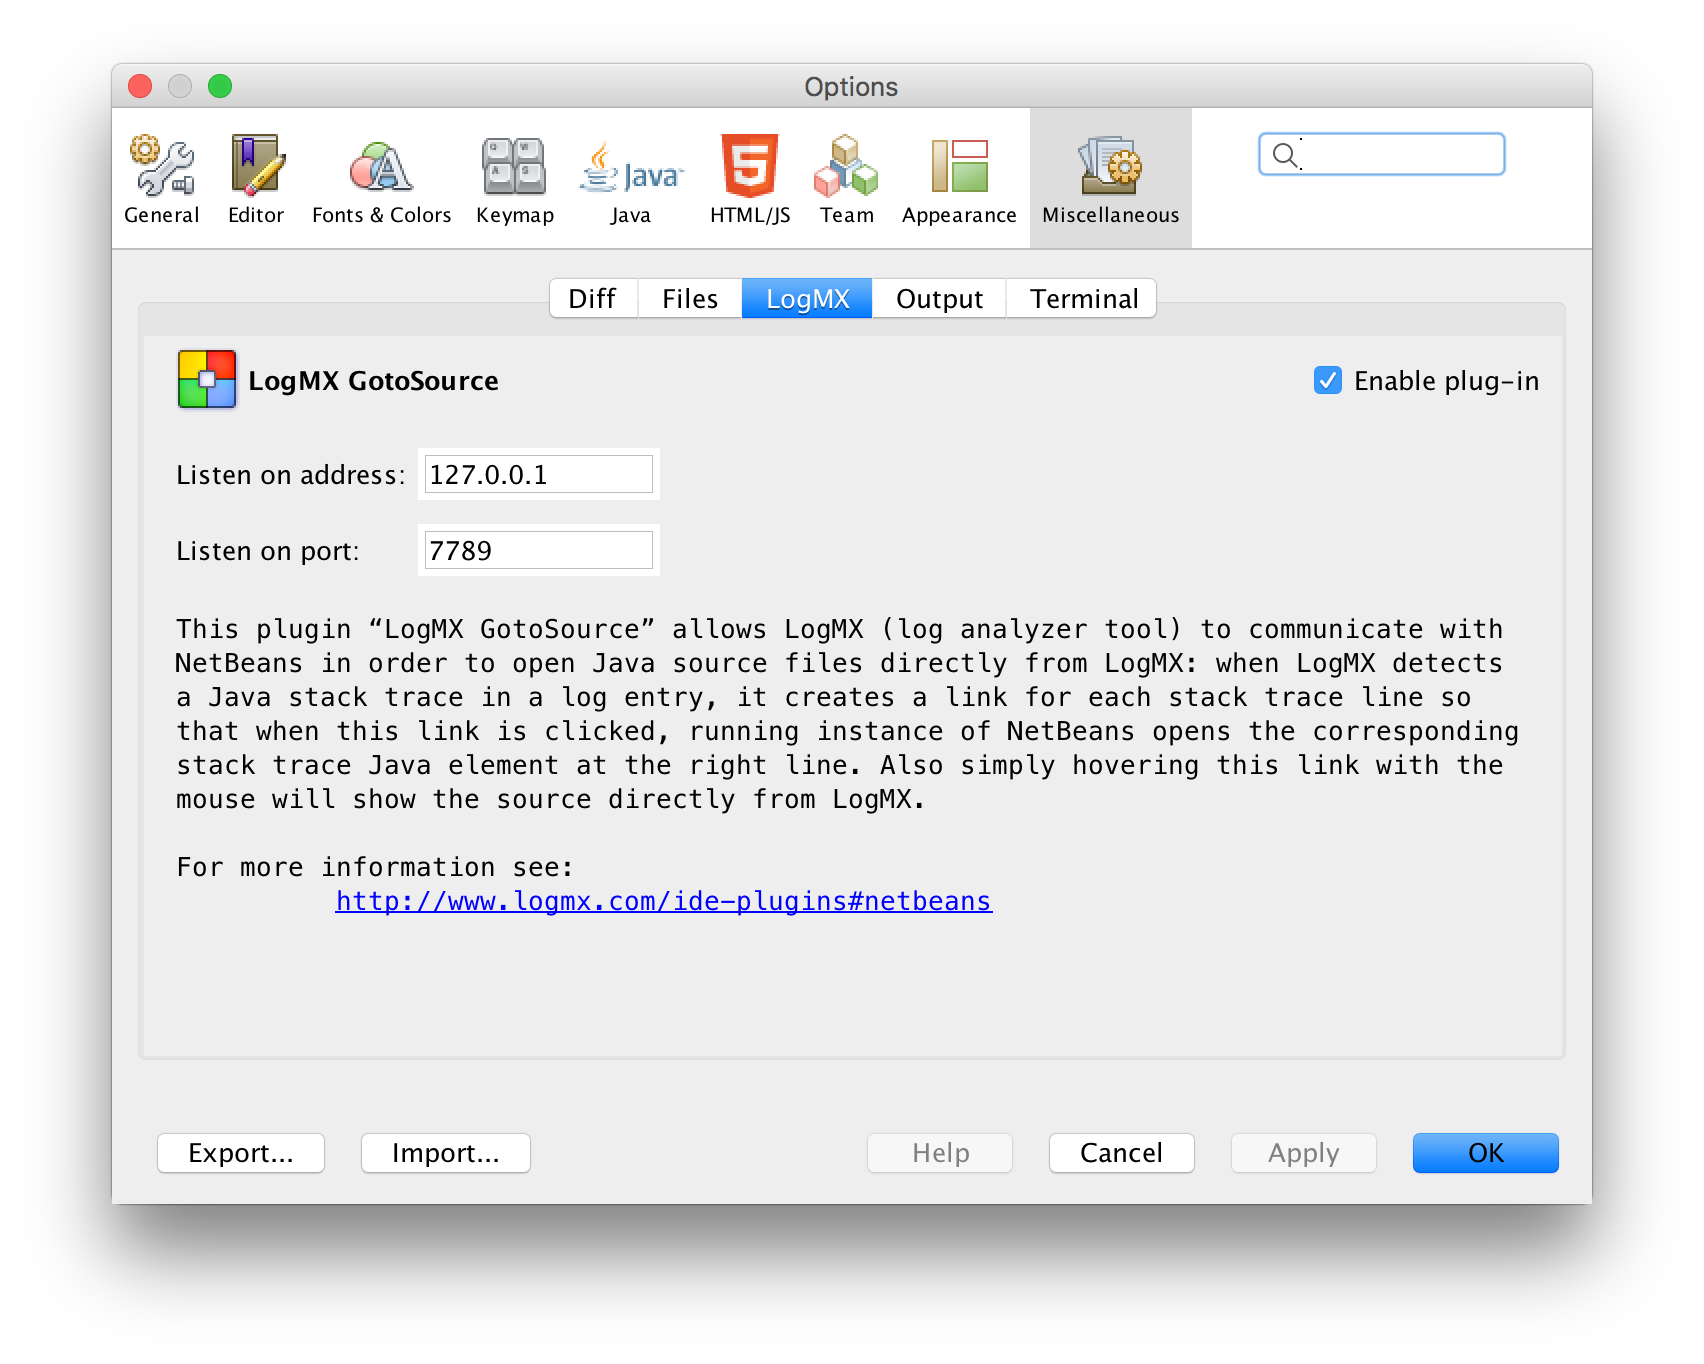 Options
General
Editor
Fonts & Colors
Keymap
Java
HTML/JS
Team
Appearance
Miscellaneous
Diff
Files
LogMX
Output
Terminal
LogMX GotoSource
Enable plug-in
Listen on address: 127.0.0.1
Listen on port: 7789
This plugin “LogMX GotoSource” allows LogMX (log analyzer tool) to communicate with
NetBeans in order to open Java source files directly from LogMX: when LogMX detects
a Java stack trace in a log entry, it creates a link for each stack trace line so
that when this link is clicked, running instance of NetBeans opens the corresponding
stack trace Java element at the right line. Also simply hovering this link with the
mouse will show the source directly from LogMX.
For more information see:
http://www.logmx.com/ide-plugins#netbeans
Export...
Import...
Help
Cancel
Apply
OK